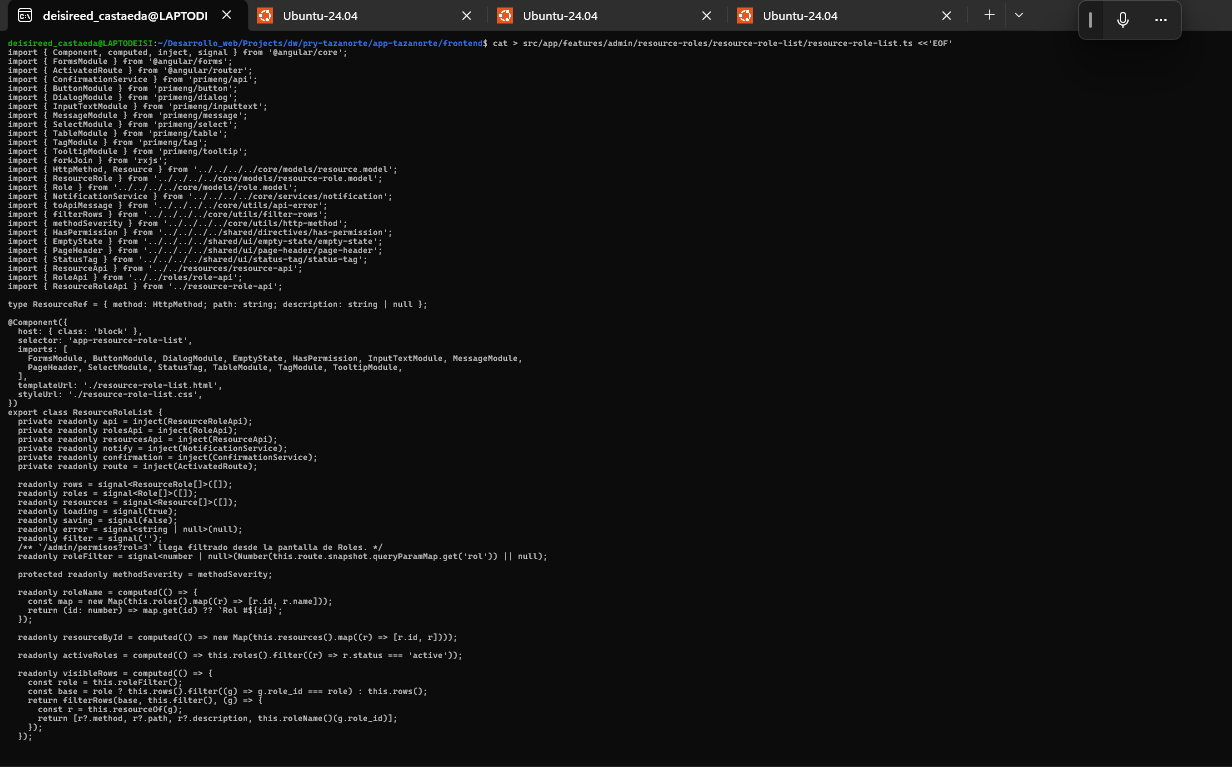 deisireed_castaeda@LAPTODI
Ubuntu-24.04
Ubuntu-24.04
Ubuntu-24.04
deisireed_castaeda@LAPTODEISI:~/Desarrollo_web/Projects/dw/pry-tazanorte/app-tazanorte/frontend$ cat > src/app/features/admin/resource-roles/resource-role-list/resource-role-list.ts <<'EOF'
import { Component, computed, inject, signal } from '@angular/core';
import { FormsModule } from '@angular/forms';
import { ActivatedRoute } from '@angular/router';
import { ConfirmationService } from 'primeng/api';
import { ButtonModule } from 'primeng/button';
import { DialogModule } from 'primeng/dialog';
import { InputTextModule } from 'primeng/inputtext';
import { MessageModule } from 'primeng/message';
import { SelectModule } from 'primeng/select';
import { TableModule } from 'primeng/table';
import { TagModule } from 'primeng/tag';
import { TooltipModule } from 'primeng/tooltip';
import { forkJoin } from 'rxjs';
import { HttpMethod, Resource } from '../../../../core/models/resource.model';
import { ResourceRole } from '../../../../core/models/resource-role.model';
import { Role } from '../../../../core/models/role.model';
import { NotificationService } from '../../../../core/services/notification';
import { toApiMessage } from '../../../../core/utils/api-error';
import { filterRows } from '../../../../core/utils/filter-rows';
import { methodSeverity } from '../../../../core/utils/http-method';
import { HasPermission } from '../../../../shared/directives/has-permission';
import { EmptyState } from '../../../../shared/ui/empty-state/empty-state';
import { PageHeader } from '../../../../shared/ui/page-header/page-header';
import { StatusTag } from '../../../../shared/ui/status-tag/status-tag';
import { ResourceApi } from '../../resources/resource-api';
import { RoleApi } from '../../roles/role-api';
import { ResourceRoleApi } from '../resource-role-api';
type ResourceRef = { method: HttpMethod; path: string; description: string | null };
@Component({
  host: { class: 'block' },
  selector: 'app-resource-role-list',
  imports: [
    FormsModule, ButtonModule, DialogModule, EmptyState, HasPermission, InputTextModule, MessageModule,
    PageHeader, SelectModule, StatusTag, TableModule, TagModule, TooltipModule,
  ],
  templateUrl: './resource-role-list.html',
  styleUrl: './resource-role-list.css',
})
export class ResourceRoleList {
  private readonly api = inject(ResourceRoleApi);
  private readonly rolesApi = inject(RoleApi);
  private readonly resourcesApi = inject(ResourceApi);
  private readonly notify = inject(NotificationService);
  private readonly confirmation = inject(ConfirmationService);
  private readonly route = inject(ActivatedRoute);
  readonly rows = signal<ResourceRole[]>([]);
  readonly roles = signal<Role[]>([]);
  readonly resources = signal<Resource[]>([]);
  readonly loading = signal(true);
  readonly saving = signal(false);
  readonly error = signal<string | null>(null);
  readonly filter = signal('');
  /** `/admin/permisos?rol=3` llega filtrado desde la pantalla de Roles. */
  readonly roleFilter = signal<number | null>(Number(this.route.snapshot.queryParamMap.get('rol')) || null);
  protected readonly methodSeverity = methodSeverity;
  readonly roleName = computed(() => {
    const map = new Map(this.roles().map((r) => [r.id, r.name]));
    return (id: number) => map.get(id) ?? `Rol #${id}`;
  });
  readonly resourceById = computed(() => new Map(this.resources().map((r) => [r.id, r])));
  readonly activeRoles = computed(() => this.roles().filter((r) => r.status === 'active'));
  readonly visibleRows = computed(() => {
    const role = this.roleFilter();
    const base = role ? this.rows().filter((g) => g.role_id === role) : this.rows();
    return filterRows(base, this.filter(), (g) => {
      const r = this.resourceOf(g);
      return [r?.method, r?.path, r?.description, this.roleName()(g.role_id)];
    });
  });